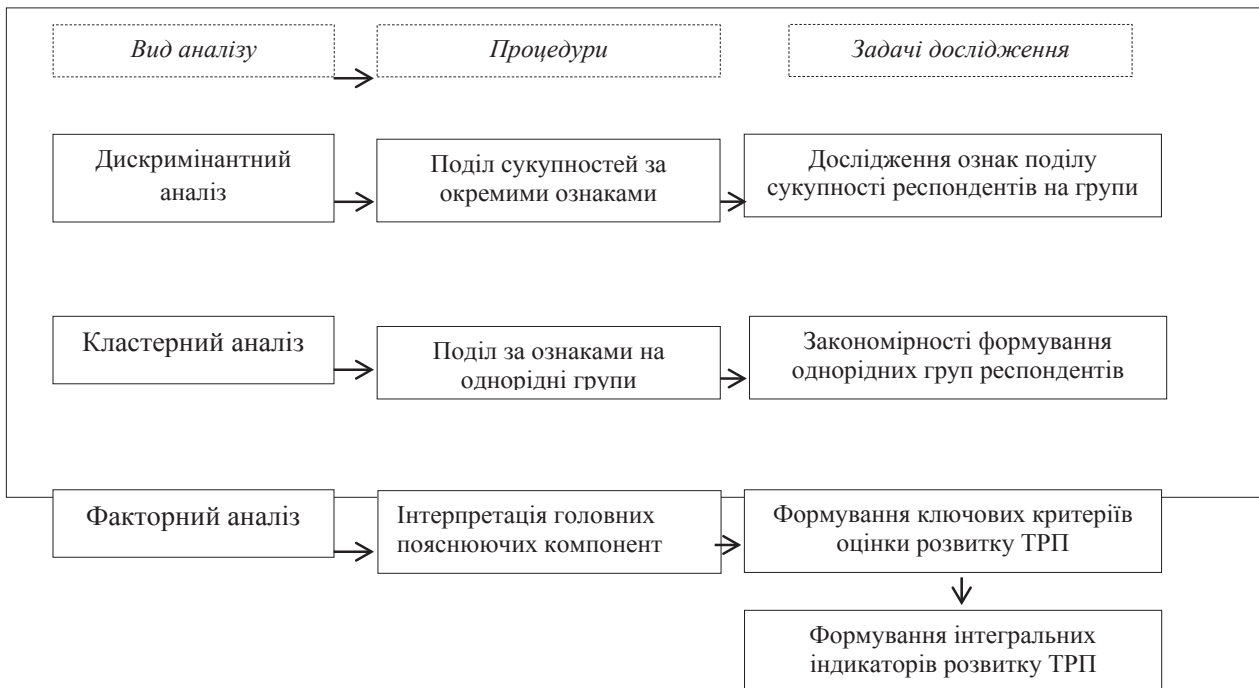 Вид аналізу
Процедури
Задачі дослідження
Дискримінантний
аналіз
Поділ сукупностей за
окремими ознаками
Дослідження ознак поділу
сукупності респондентів на групи
Кластерний аналіз
Поділ за ознаками на
однорідні групи
Закономірності формування
однорідних груп респондентів
Факторний аналіз
Інтерпретація головних
пояснюючих компонент
Формування ключових критеріїв
оцінки розвитку ТРП
Формування інтегральних
індикаторів розвитку ТРП